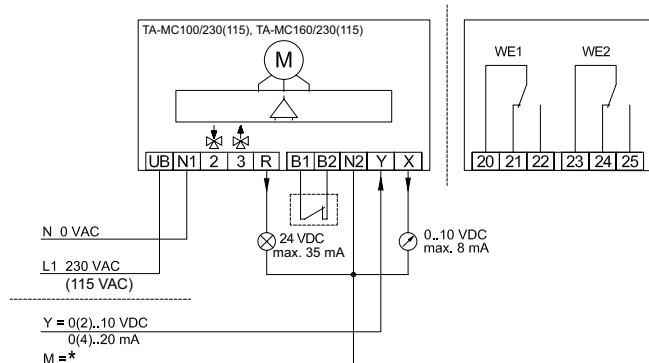 TA-MC100/230(115), TA-MC160/230(115)
M
WE1 WE2
UB N1 2 3 R B1 B2 N2 Y X
20 21 22 23 24 25
N 0 VAC
24 VDC
max. 35 mA
0..10 VDC
max. 8 mA
L1 230 VAC
(115 VAC)
Y = 0(2)..10 VDC
0(4)..20 mA
M = *